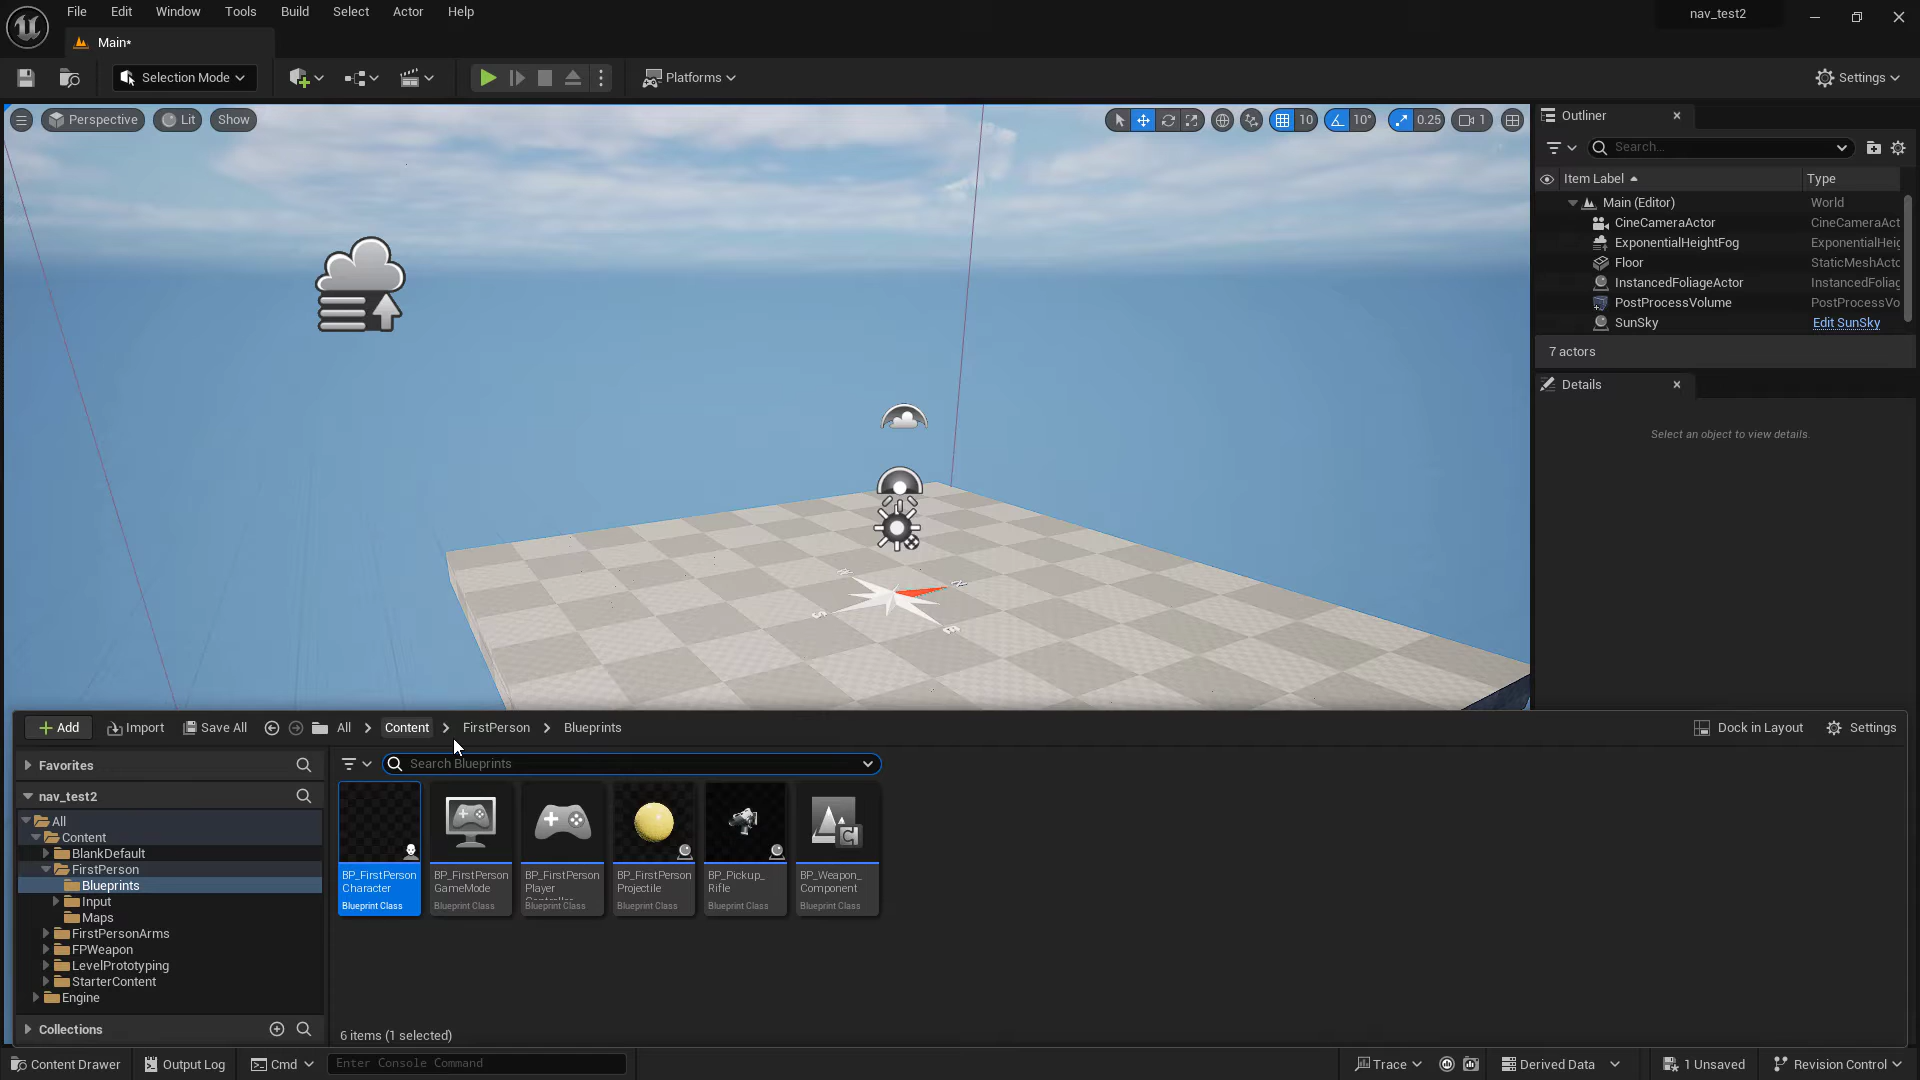 File Edit Window Tools Build Select Actor Help
nav_test2
Main*
Selection Mode
Platforms
Settings
Perspective Lit Show
10 10° 0.25 1
Outliner
Search...
Item Label Type
Main (Editor) World
CineCameraActor CineCameraAct
ExponentialHeightFog ExponentialHeig
Floor StaticMeshActo
InstancedFoliageActor InstancedFoliag
PostProcessVolume PostProcessVo
SunSky Edit SunSky
7 actors
Details
Select an object to view details.
N
S
E
Add Import Save All All Content FirstPerson Blueprints
Dock in Layout Settings
Favorites
Search Blueprints
nav_test2
All
Content
BlankDefault
FirstPerson
Blueprints
Input
Maps
FirstPersonArms
FPWeapon
LevelPrototyping
StarterContent
Engine
Collections
BP_FirstPerson
Character
Blueprint Class
BP_FirstPerson
GameMode
Blueprint Class
BP_FirstPerson
Player
Controller
Blueprint Class
BP_FirstPerson
Projectile
Blueprint Class
BP_Pickup_
Rifle
Blueprint Class
BP_Weapon_
Component
Blueprint Class
6 items (1 selected)
Content Drawer Output Log Cmd Enter Console Command
Trace Derived Data 1 Unsaved Revision Control